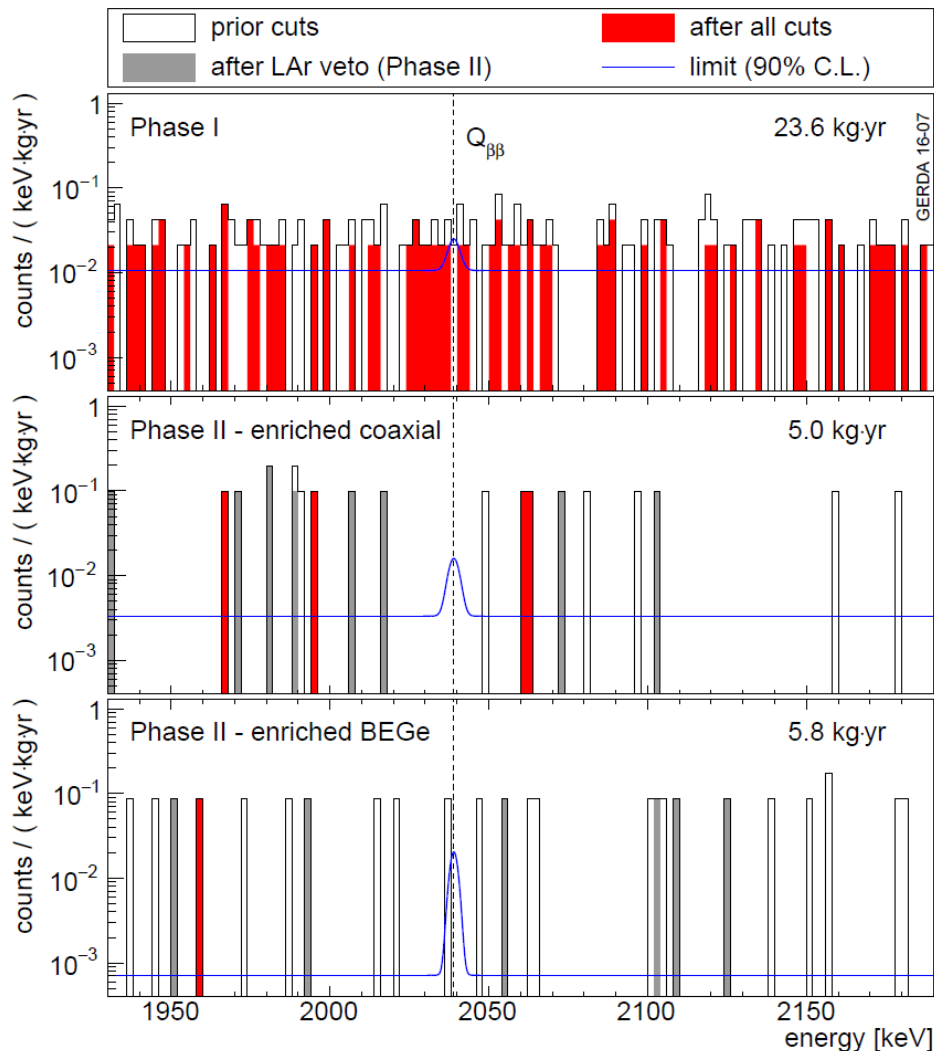 prior cuts
after all cuts
after LAr veto (Phase II)
limit (90% C.L.)
counts / ( keV·kg·yr)
1
10⁻¹
10⁻²
10⁻³
Phase I
Qββ
23.6 kg·yr
GERDA 16-07
counts / ( keV·kg·yr)
1
10⁻¹
10⁻²
10⁻³
Phase II - enriched coaxial
5.0 kg·yr
counts / ( keV·kg·yr)
1
10⁻¹
10⁻²
10⁻³
Phase II - enriched BEGe
5.8 kg·yr
1950
2000
2050
2100
2150
energy [keV]